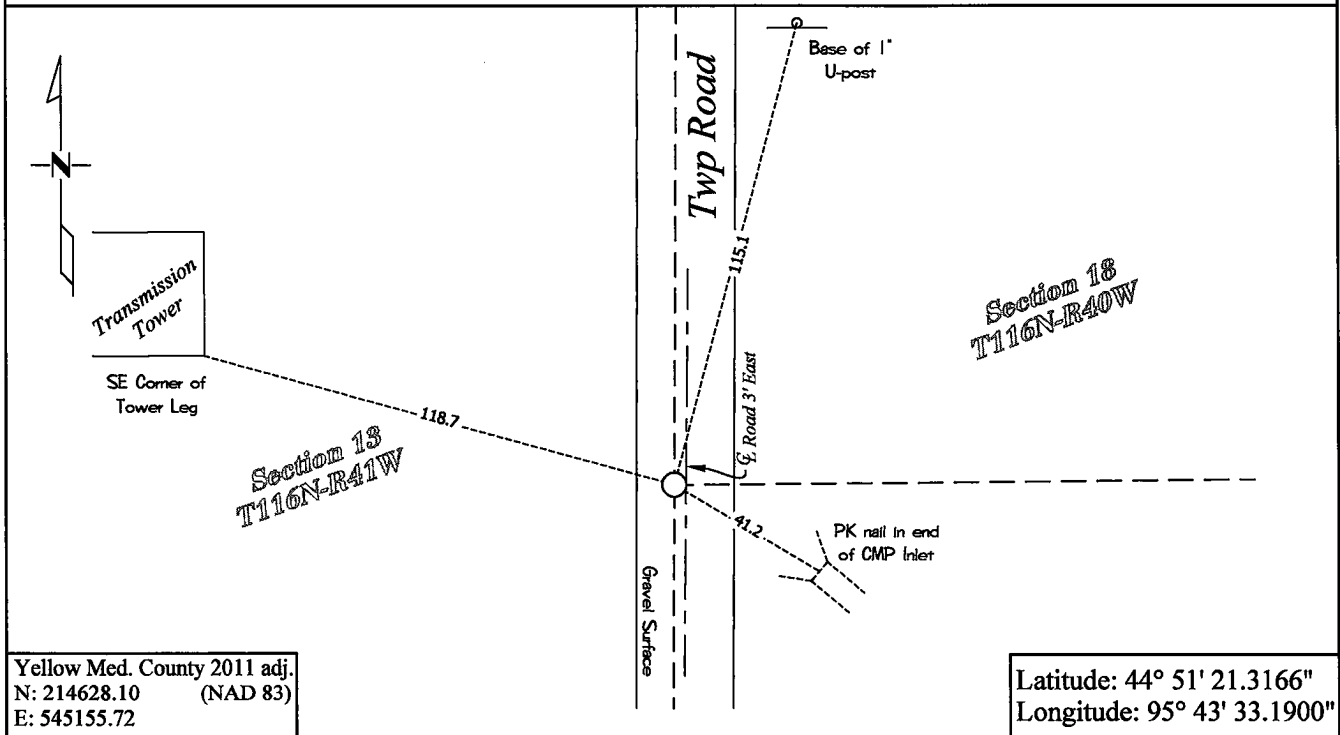 Base of 1"
U-post
Twp Road
N
115.1
Transmission
Tower
Section 18
T116N-R40W
SE Corner of
Tower Leg
118.7
℄ Road 3' East
Section 13
T116N-R41W
41.2
PK nail in end
of CMP Inlet
Gravel Surface
Yellow Med. County 2011 adj.
N: 214628.10 (NAD 83)
E: 545155.72
Latitude: 44° 51' 21.3166"
Longitude: 95° 43' 33.1900"